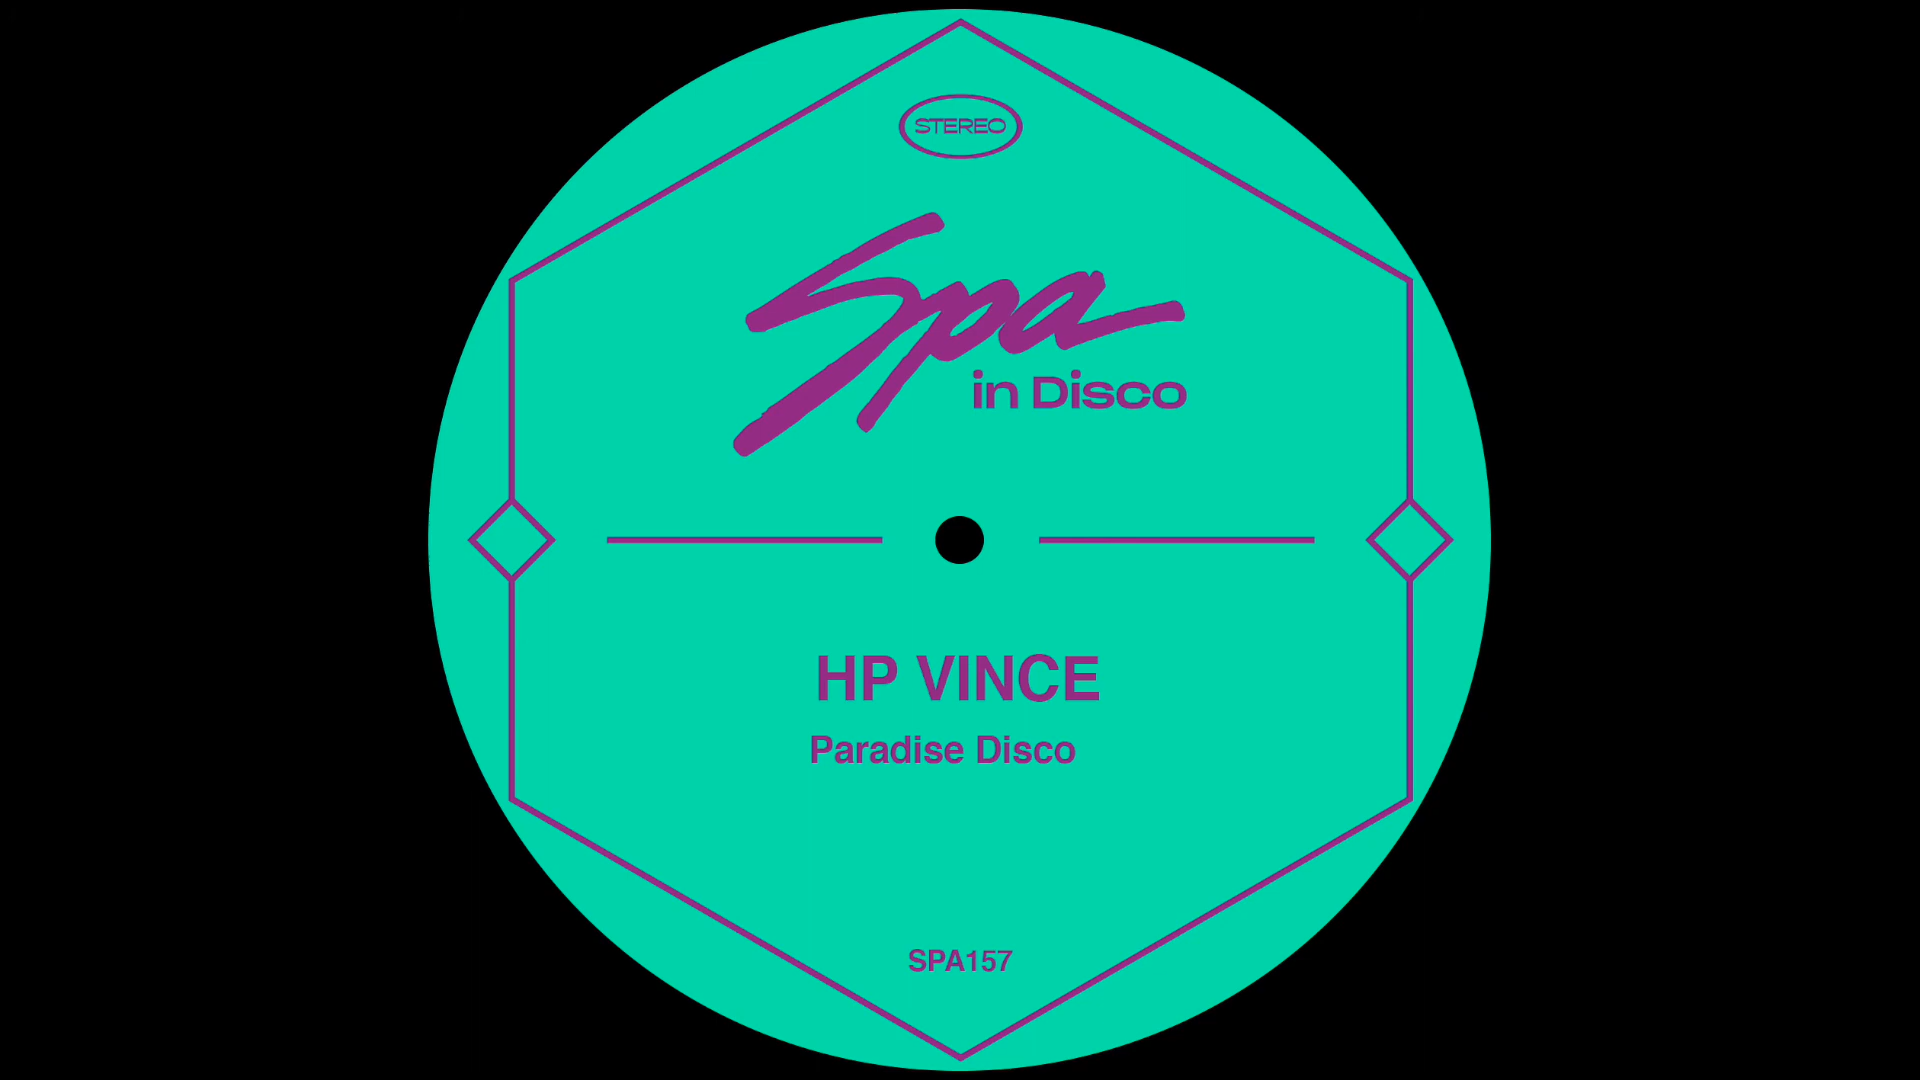 STEREO
Spa
in Disco
HP VINCE
Paradise Disco
SPA157